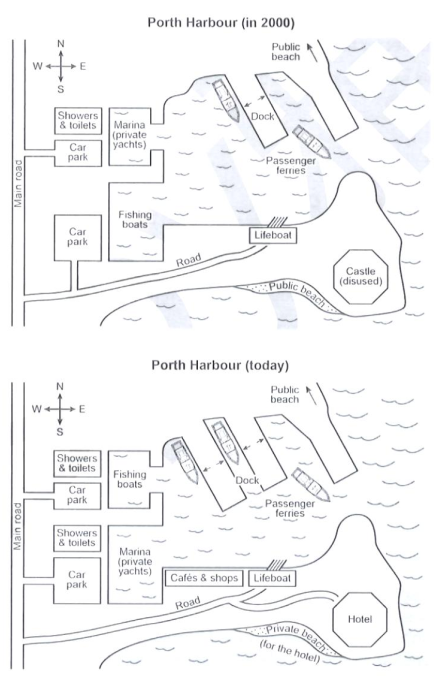 Porth Harbour (in 2000)
N
W E
S
Public
beach
Showers
& toilets
Marina
(private
yachts)
Dock
Car
park
Passenger
ferries
Main road
Fishing
boats
Car
park
Lifeboat
Road
Castle
(disused)
Public beach
Porth Harbour (today)
N
W E
S
Public
beach
Showers
& toilets
Fishing
boats
Car
park
Dock
Passenger
ferries
Main road
Showers
& toilets
Marina
(private
yachts)
Car
park
Cafés & shops
Lifeboat
Road
Hotel
Private beach
(for the hotel)